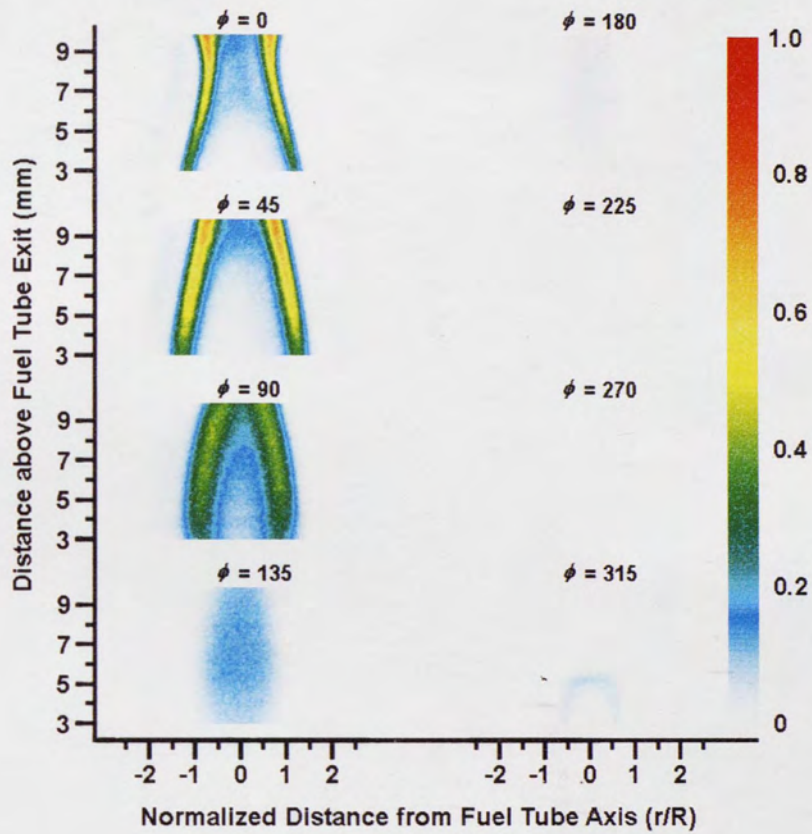 ϕ = 0
ϕ = 180
ϕ = 45
ϕ = 225
ϕ = 90
ϕ = 270
ϕ = 135
ϕ = 315
Distance above Fuel Tube Exit (mm)
9
7
5
3
9
7
5
3
9
7
5
3
9
7
5
3
-2 -1 0 1 2
-2 -1 0 1 2
Normalized Distance from Fuel Tube Axis (r/R)
1.0
0.8
0.6
0.4
0.2
0